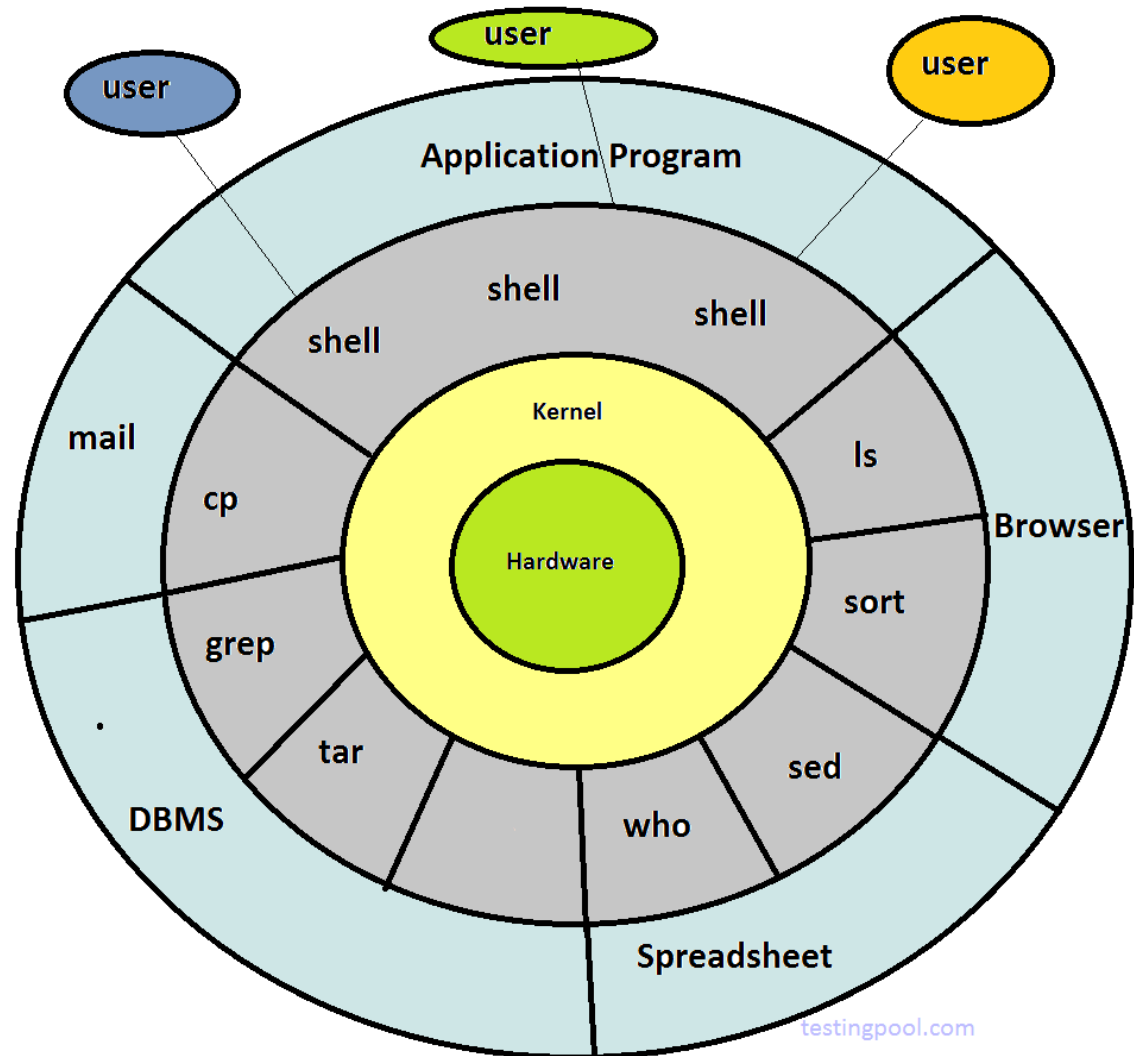 user
user
user
Application Program
shell
shell
shell
Kernel
mail
ls
cp
Browser
Hardware
sort
grep
tar
sed
DBMS
who
Spreadsheet
testingpool.com